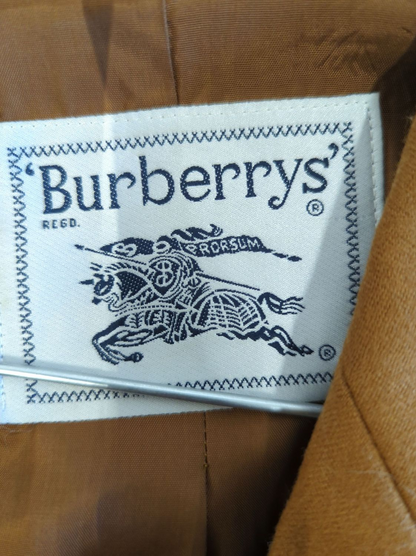 'Burberrys'
®
REGD.
PRORSUM
B
®